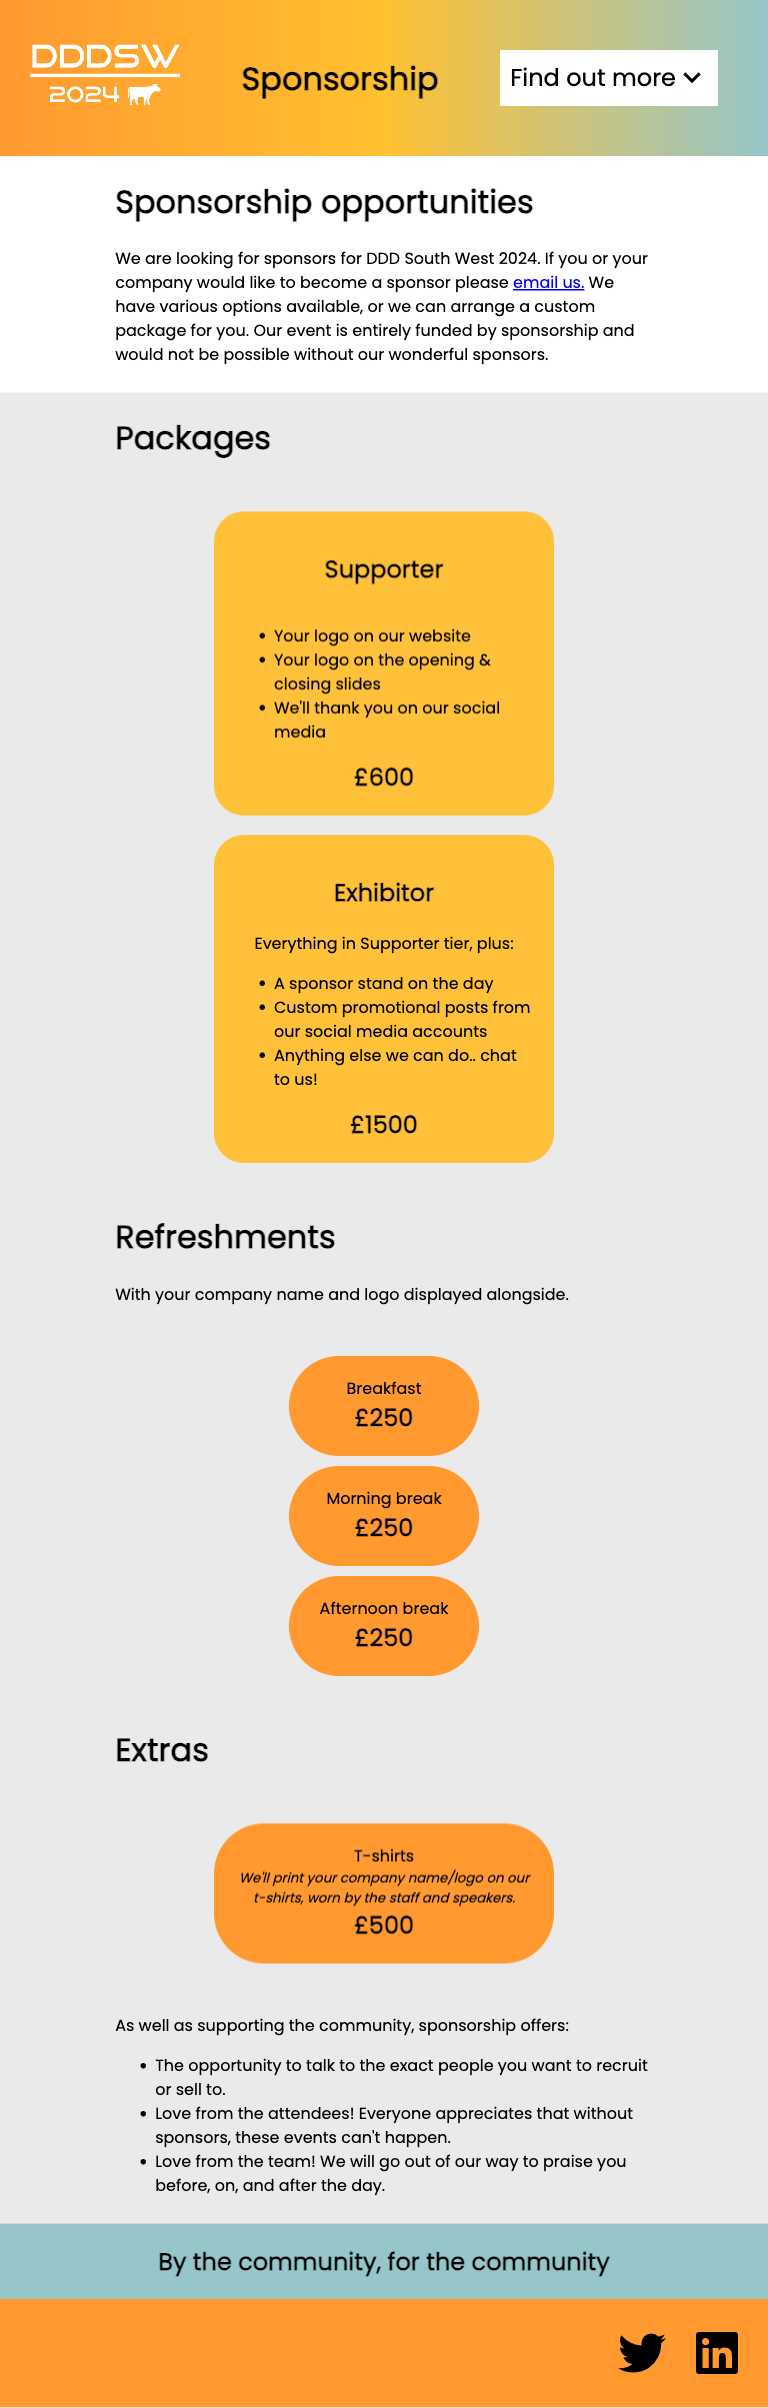 DDDSW
2024
Sponsorship
Find out more
Sponsorship opportunities
We are looking for sponsors for DDD South West 2024. If you or your
company would like to become a sponsor please email us. We
have various options available, or we can arrange a custom
package for you. Our event is entirely funded by sponsorship and
would not be possible without our wonderful sponsors.
Packages
Supporter
• Your logo on our website
• Your logo on the opening &
closing slides
• We'll thank you on our social
media
£600
Exhibitor
Everything in Supporter tier, plus:
• A sponsor stand on the day
• Custom promotional posts from
our social media accounts
• Anything else we can do.. chat
to us!
£1500
Refreshments
With your company name and logo displayed alongside.
Breakfast
£250
Morning break
£250
Afternoon break
£250
Extras
T-shirts
We'll print your company name/logo on our
t-shirts, worn by the staff and speakers.
£500
As well as supporting the community, sponsorship offers:
• The opportunity to talk to the exact people you want to recruit
or sell to.
• Love from the attendees! Everyone appreciates that without
sponsors, these events can't happen.
• Love from the team! We will go out of our way to praise you
before, on, and after the day.
By the community, for the community
in